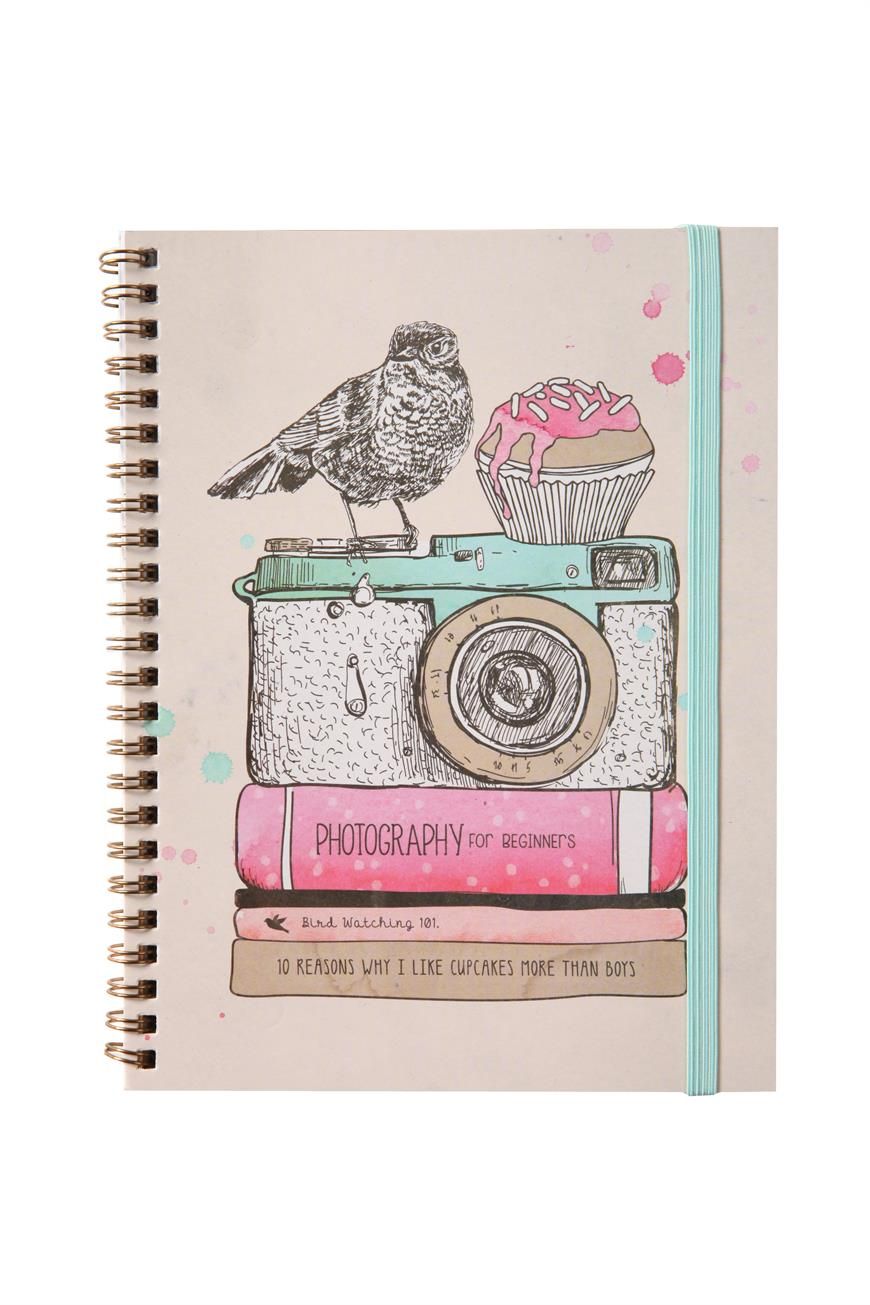 PHOTOGRAPHY FOR BEGINNERS
Bird Watching 101.
10 REASONS WHY I LIKE CUPCAKES MORE THAN BOYS